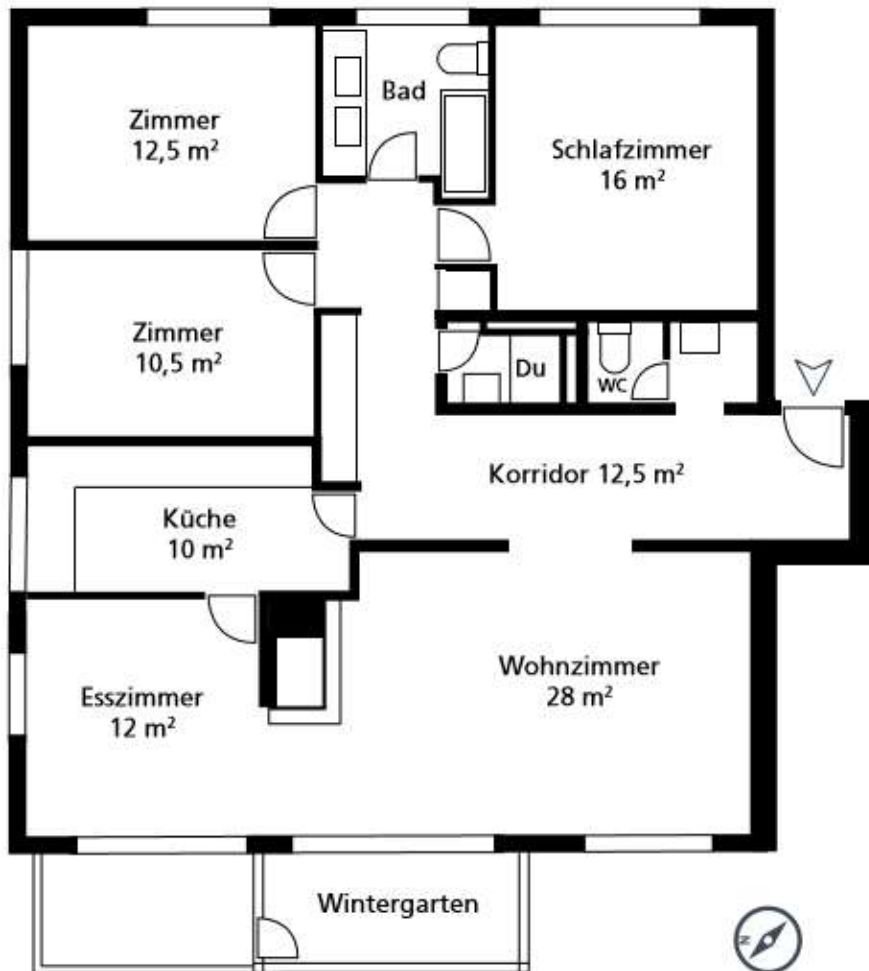 Zimmer
12,5 m²
Bad
Schlafzimmer
16 m²
Zimmer
10,5 m²
Du
WC
Korridor 12,5 m²
Küche
10 m²
Esszimmer
12 m²
Wohnzimmer
28 m²
Wintergarten
N